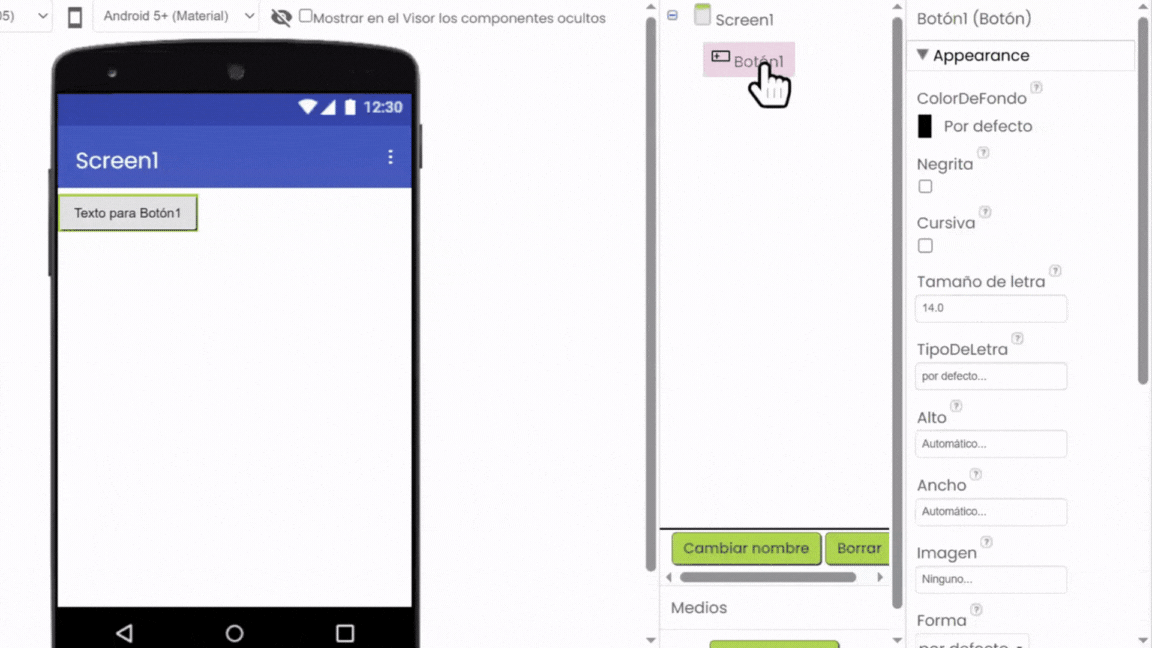 05)
Android 5+ (Material)
Mostrar en el Visor los componentes ocultos
12:30
Screen1
Texto para Botón1
Screen1
Botón1
Cambiar nombre
Borrar
Medios
Botón1 (Botón)
Appearance
ColorDeFondo ?
Por defecto
Negrita ?
Cursiva ?
Tamaño de letra ?
14.0
TipoDeLetra ?
por defecto...
Alto ?
Automático...
Ancho ?
Automático...
Imagen ?
Ninguno...
Forma ?
por defecto